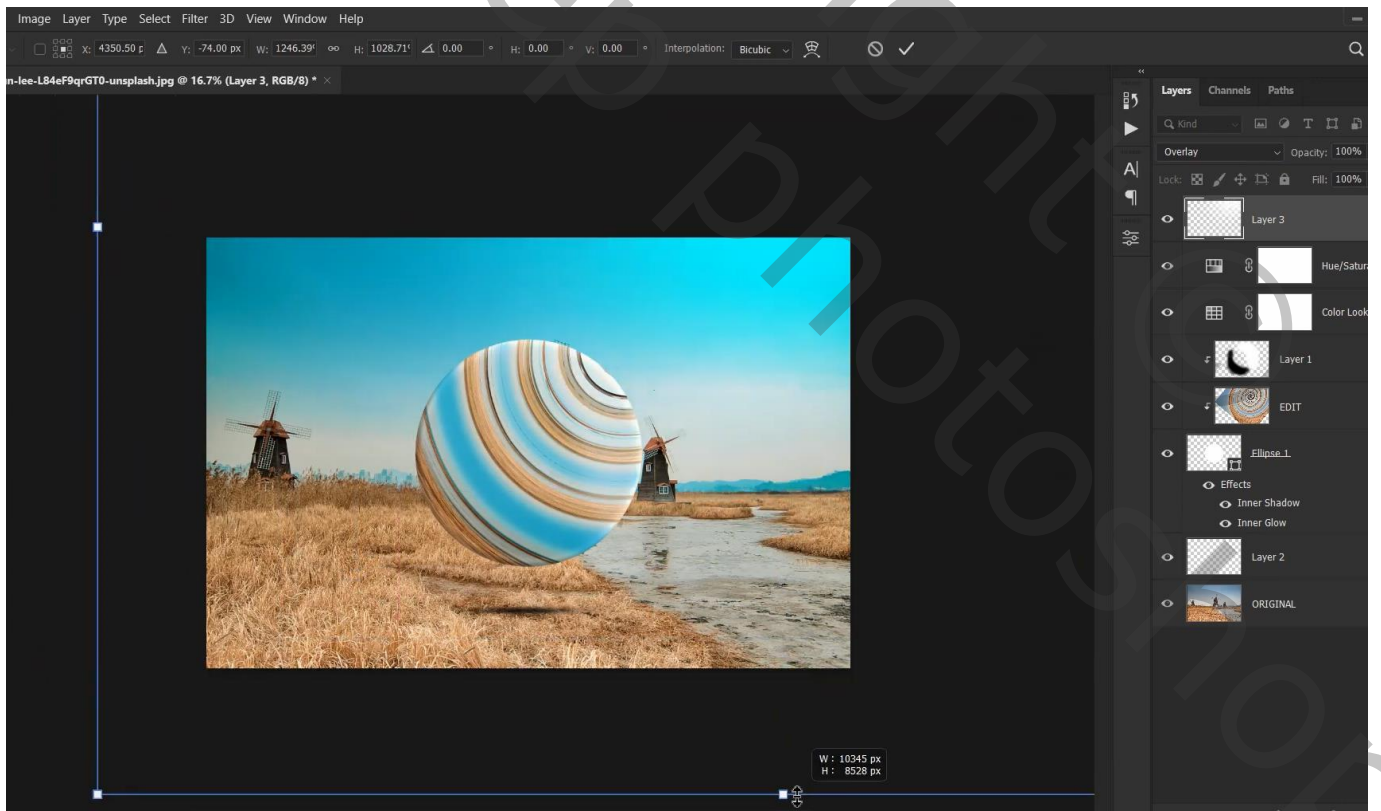 Image Layer Type Select Filter 3D View Window Help
X: 4350.50 p Y: -74.00 px W: 1246.39% H: 1028.71% 0.00 ° H: 0.00 ° V: 0.00 ° Interpolation: Bicubic
n-lee-L84eF9qrGT0-unsplash.jpg @ 16.7% (Layer 3, RGB/8) * ×
Layers Channels Paths
Kind
Overlay Opacity: 100%
Lock: Fill: 100%
Layer 3
Hue/Satura
Color Look
Layer 1
EDIT
Ellipse 1
Effects
Inner Shadow
Inner Glow
Layer 2
ORIGINAL
W: 10345 px
H: 8528 px